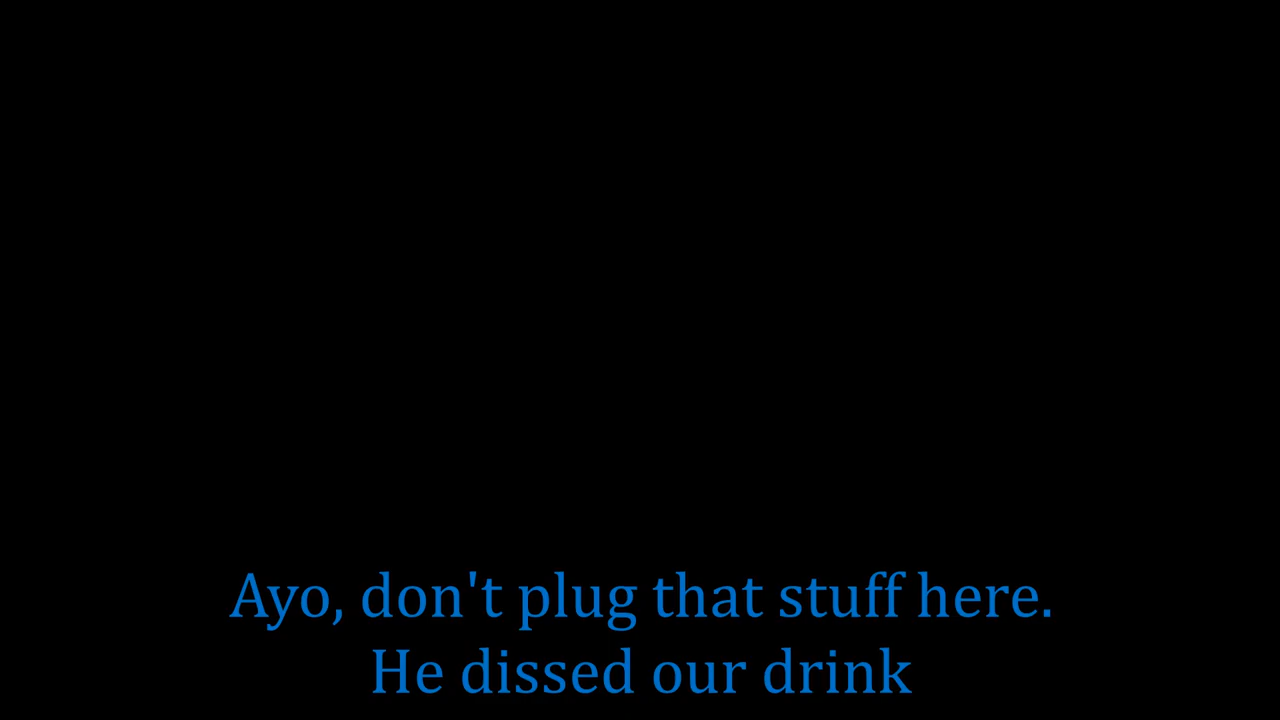 Ayo, don't plug that stuff here.
He dissed our drink